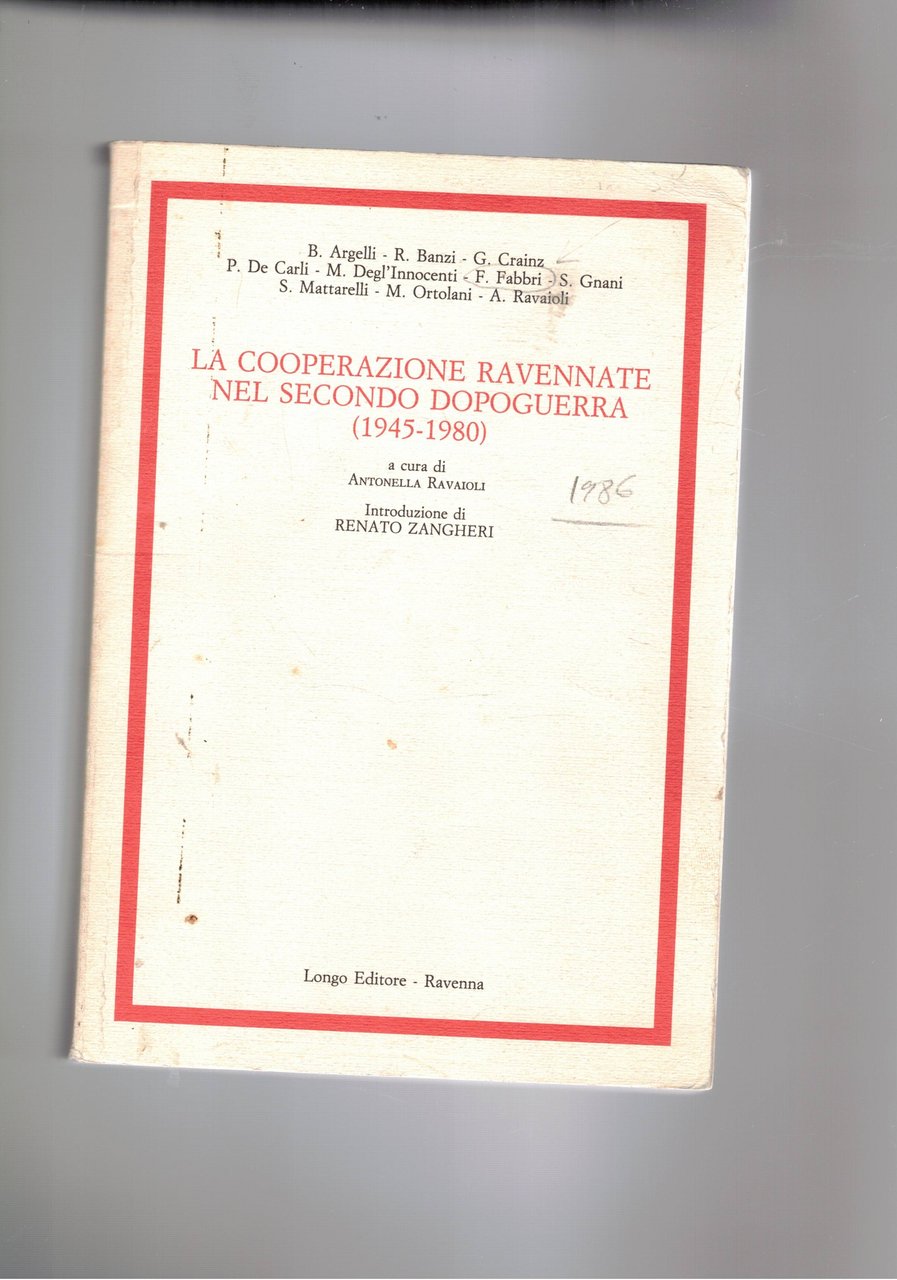 B. Argelli - R. Banzi - G. Crainz
P. De Carli - M. Degl'Innocenti - F. Fabbri - S. Gnani
S. Mattarelli - M. Ortolani - A. Ravaioli
LA COOPERAZIONE RAVENNATE
NEL SECONDO DOPOGUERRA
(1945-1980)
a cura di
ANTONELLA RAVAIOLI
1986
Introduzione di
RENATO ZANGHERI
Longo Editore - Ravenna